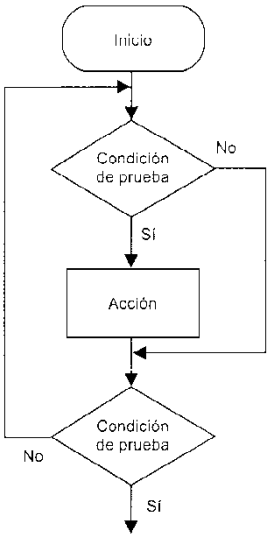 Inicio
Condición
de prueba
No
Sí
Acción
Condición
de prueba
No
Sí